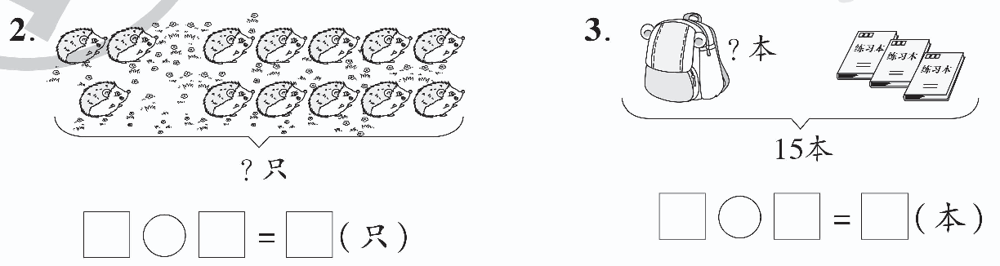 2.
? 只
= (只)
3.
? 本
练习本
练习本
练习本
15本
= (本)